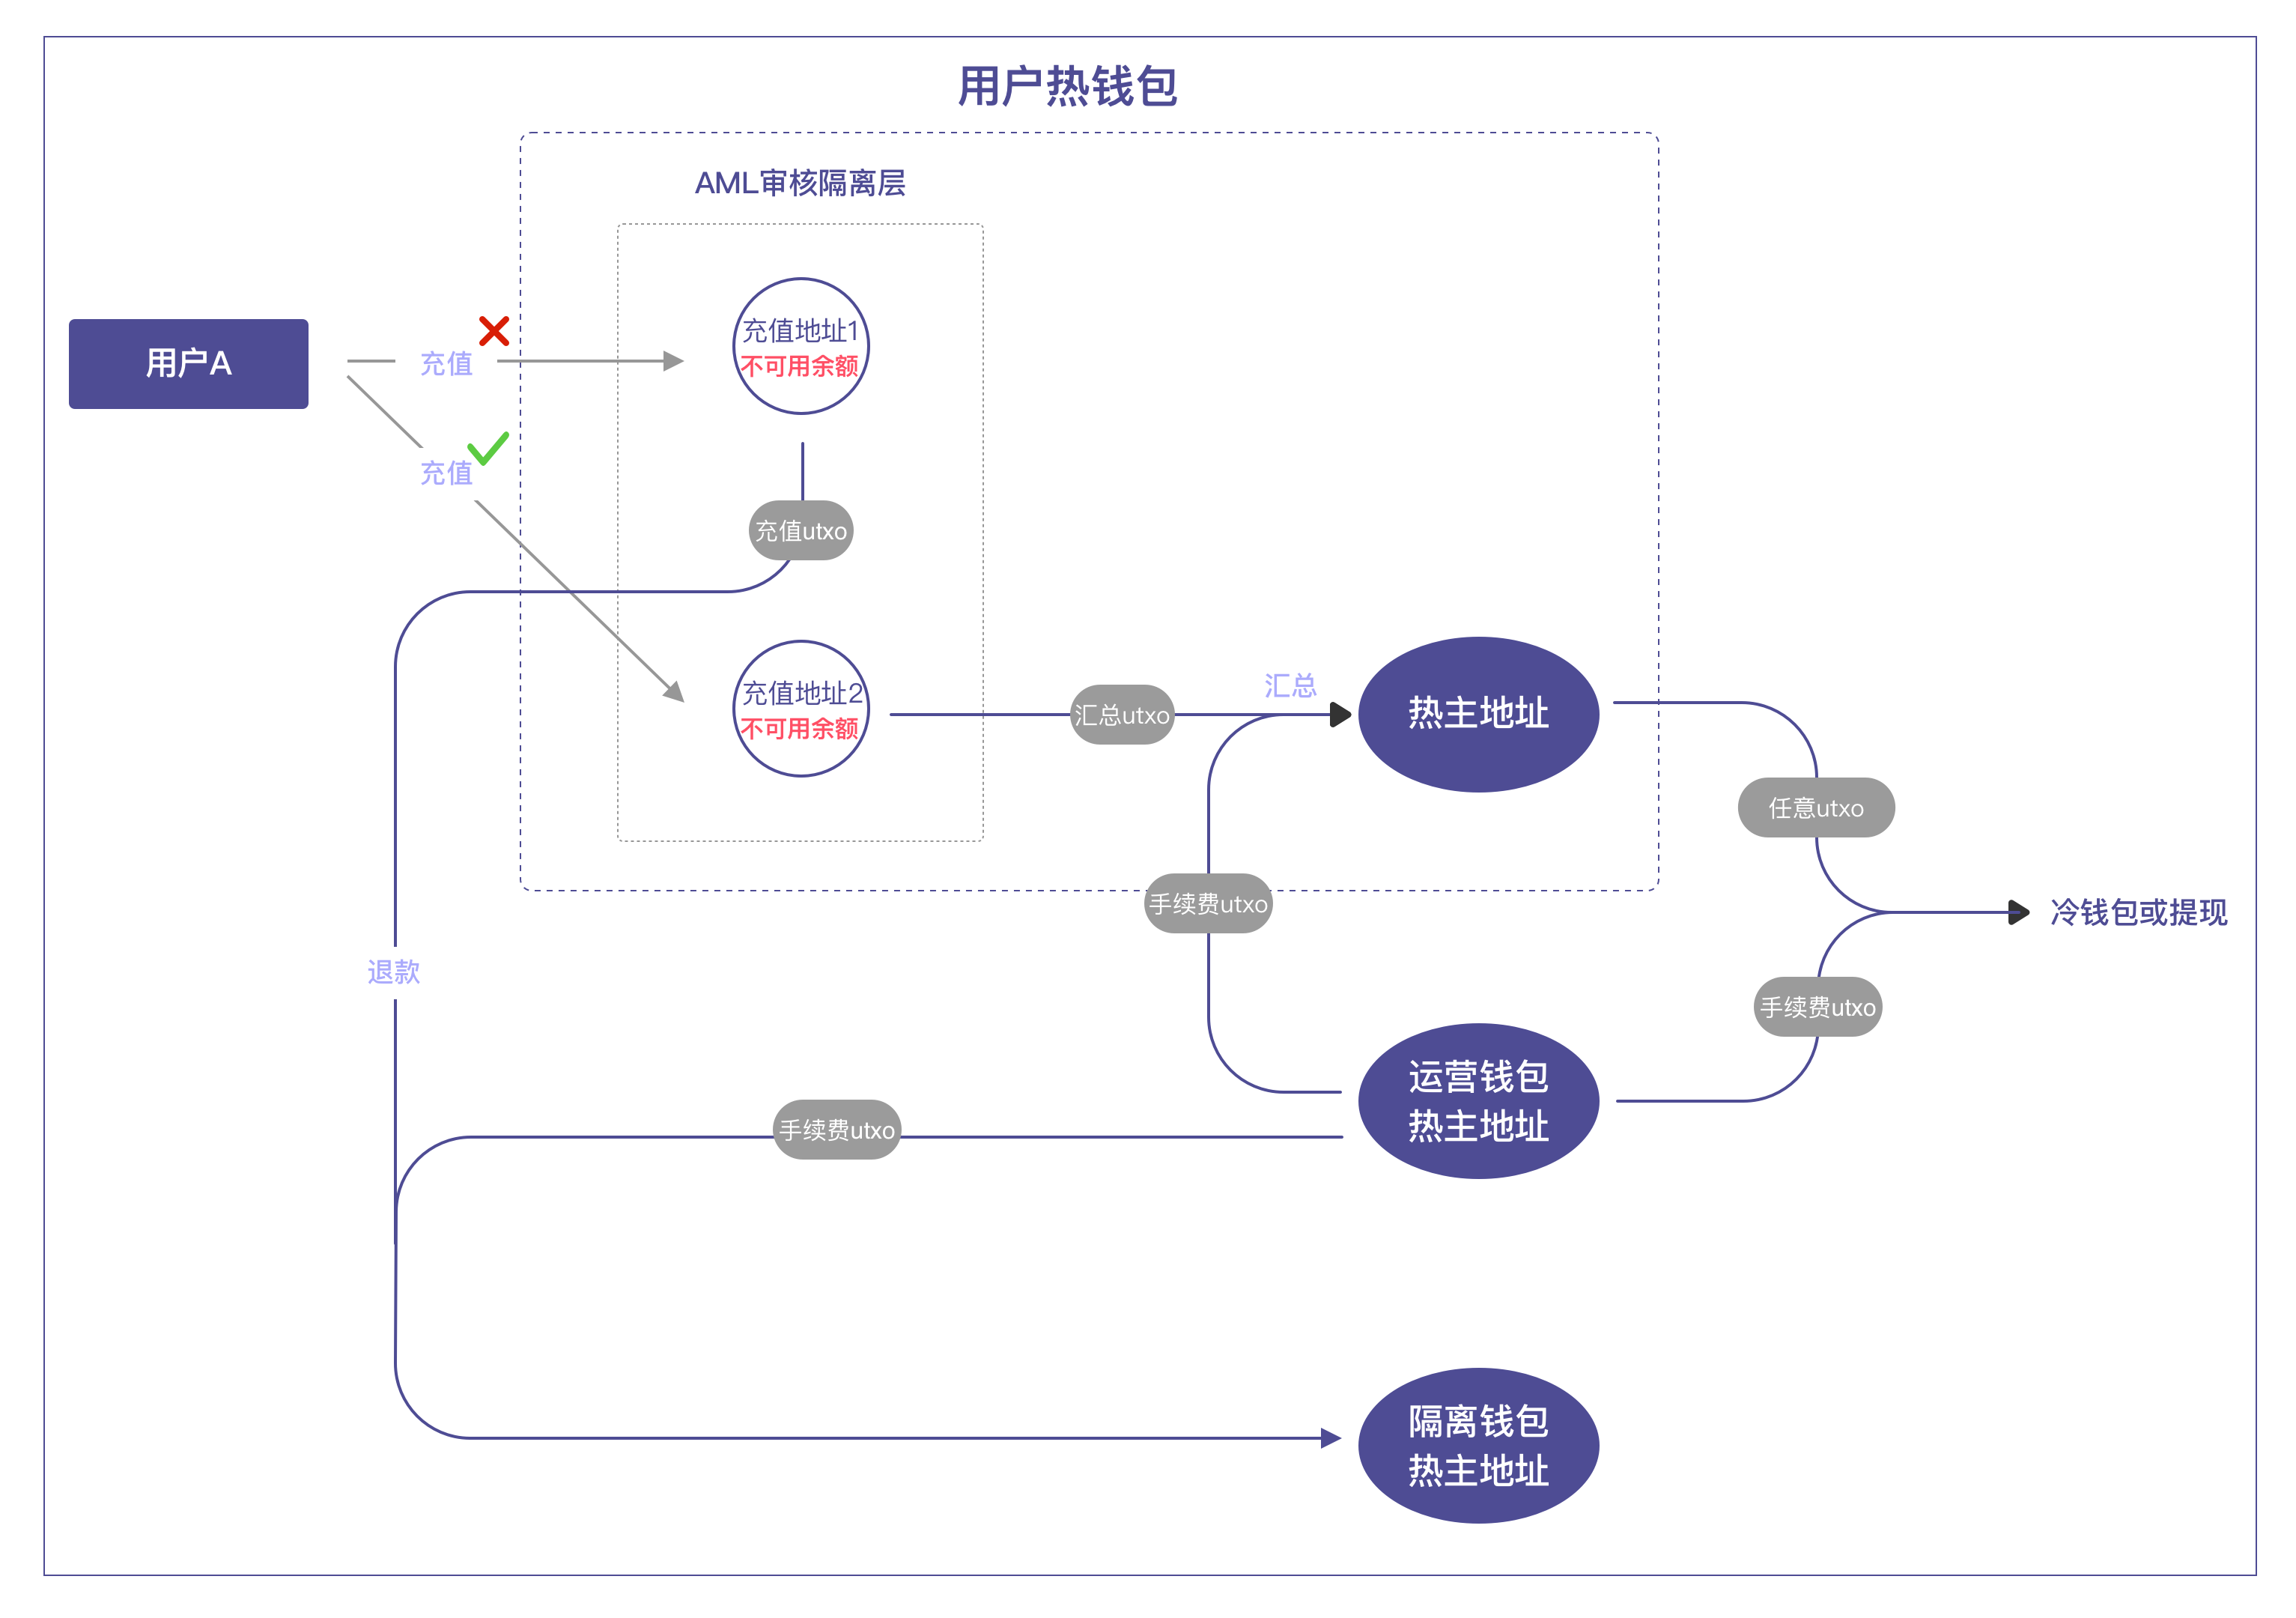 用户热钱包
AML审核隔离层
用户A
充值
充值地址1
不可用余额
充值
充值utxo
充值地址2
不可用余额
汇总utxo
汇总
热主地址
任意utxo
手续费utxo
冷钱包或提现
退款
手续费utxo
运营钱包
热主地址
手续费utxo
隔离钱包
热主地址